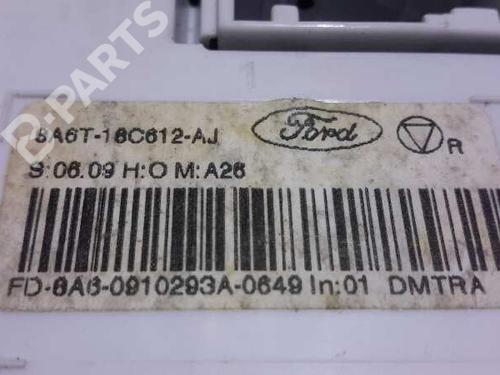 B-PARTS
8A6T-18C612-AJ
Ford
R
S:06.09 H:O M:A26
FD-8A6-0910293A-0649 In:01 DMTRA